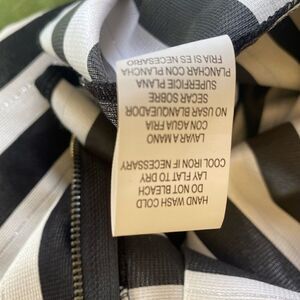 HAND WASH COLD
DO NOT BLEACH
LAY FLAT TO DRY
COOL IRON IF NECESSARY
LAVAR A MANO
CON AGUA FRIA
NO USAR BLANQUEADOR
SECAR SOBRE
SUPERFICIE PLANA
PLANCHAR CON PLANCHA
FRIA SI ES NECESARIO